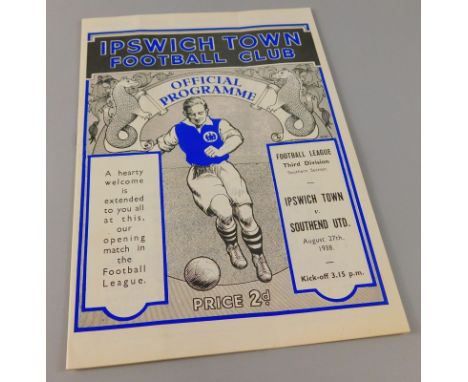 IPSWICH TOWN
FOOTBALL CLUB
OFFICIAL
PROGRAMME
A hearty
welcome
is
extended
to you all
at this,
our
opening
match in
the
Football
League.
FOOTBALL LEAGUE
Third Division
Southern Section
IPSWICH TOWN
v.
SOUTHEND UTD.
August 27th,
1938.
Kick-off 3.15 p.m.
PRICE 2d.